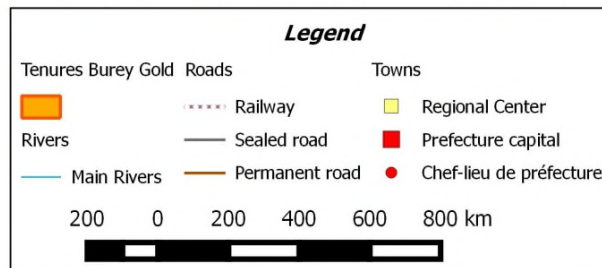 Legend
Tenures Burey Gold Roads Towns
Railway Regional Center
Rivers Sealed road Prefecture capital
Main Rivers Permanent road Chef-lieu de préfecture
200 0 200 400 600 800 km